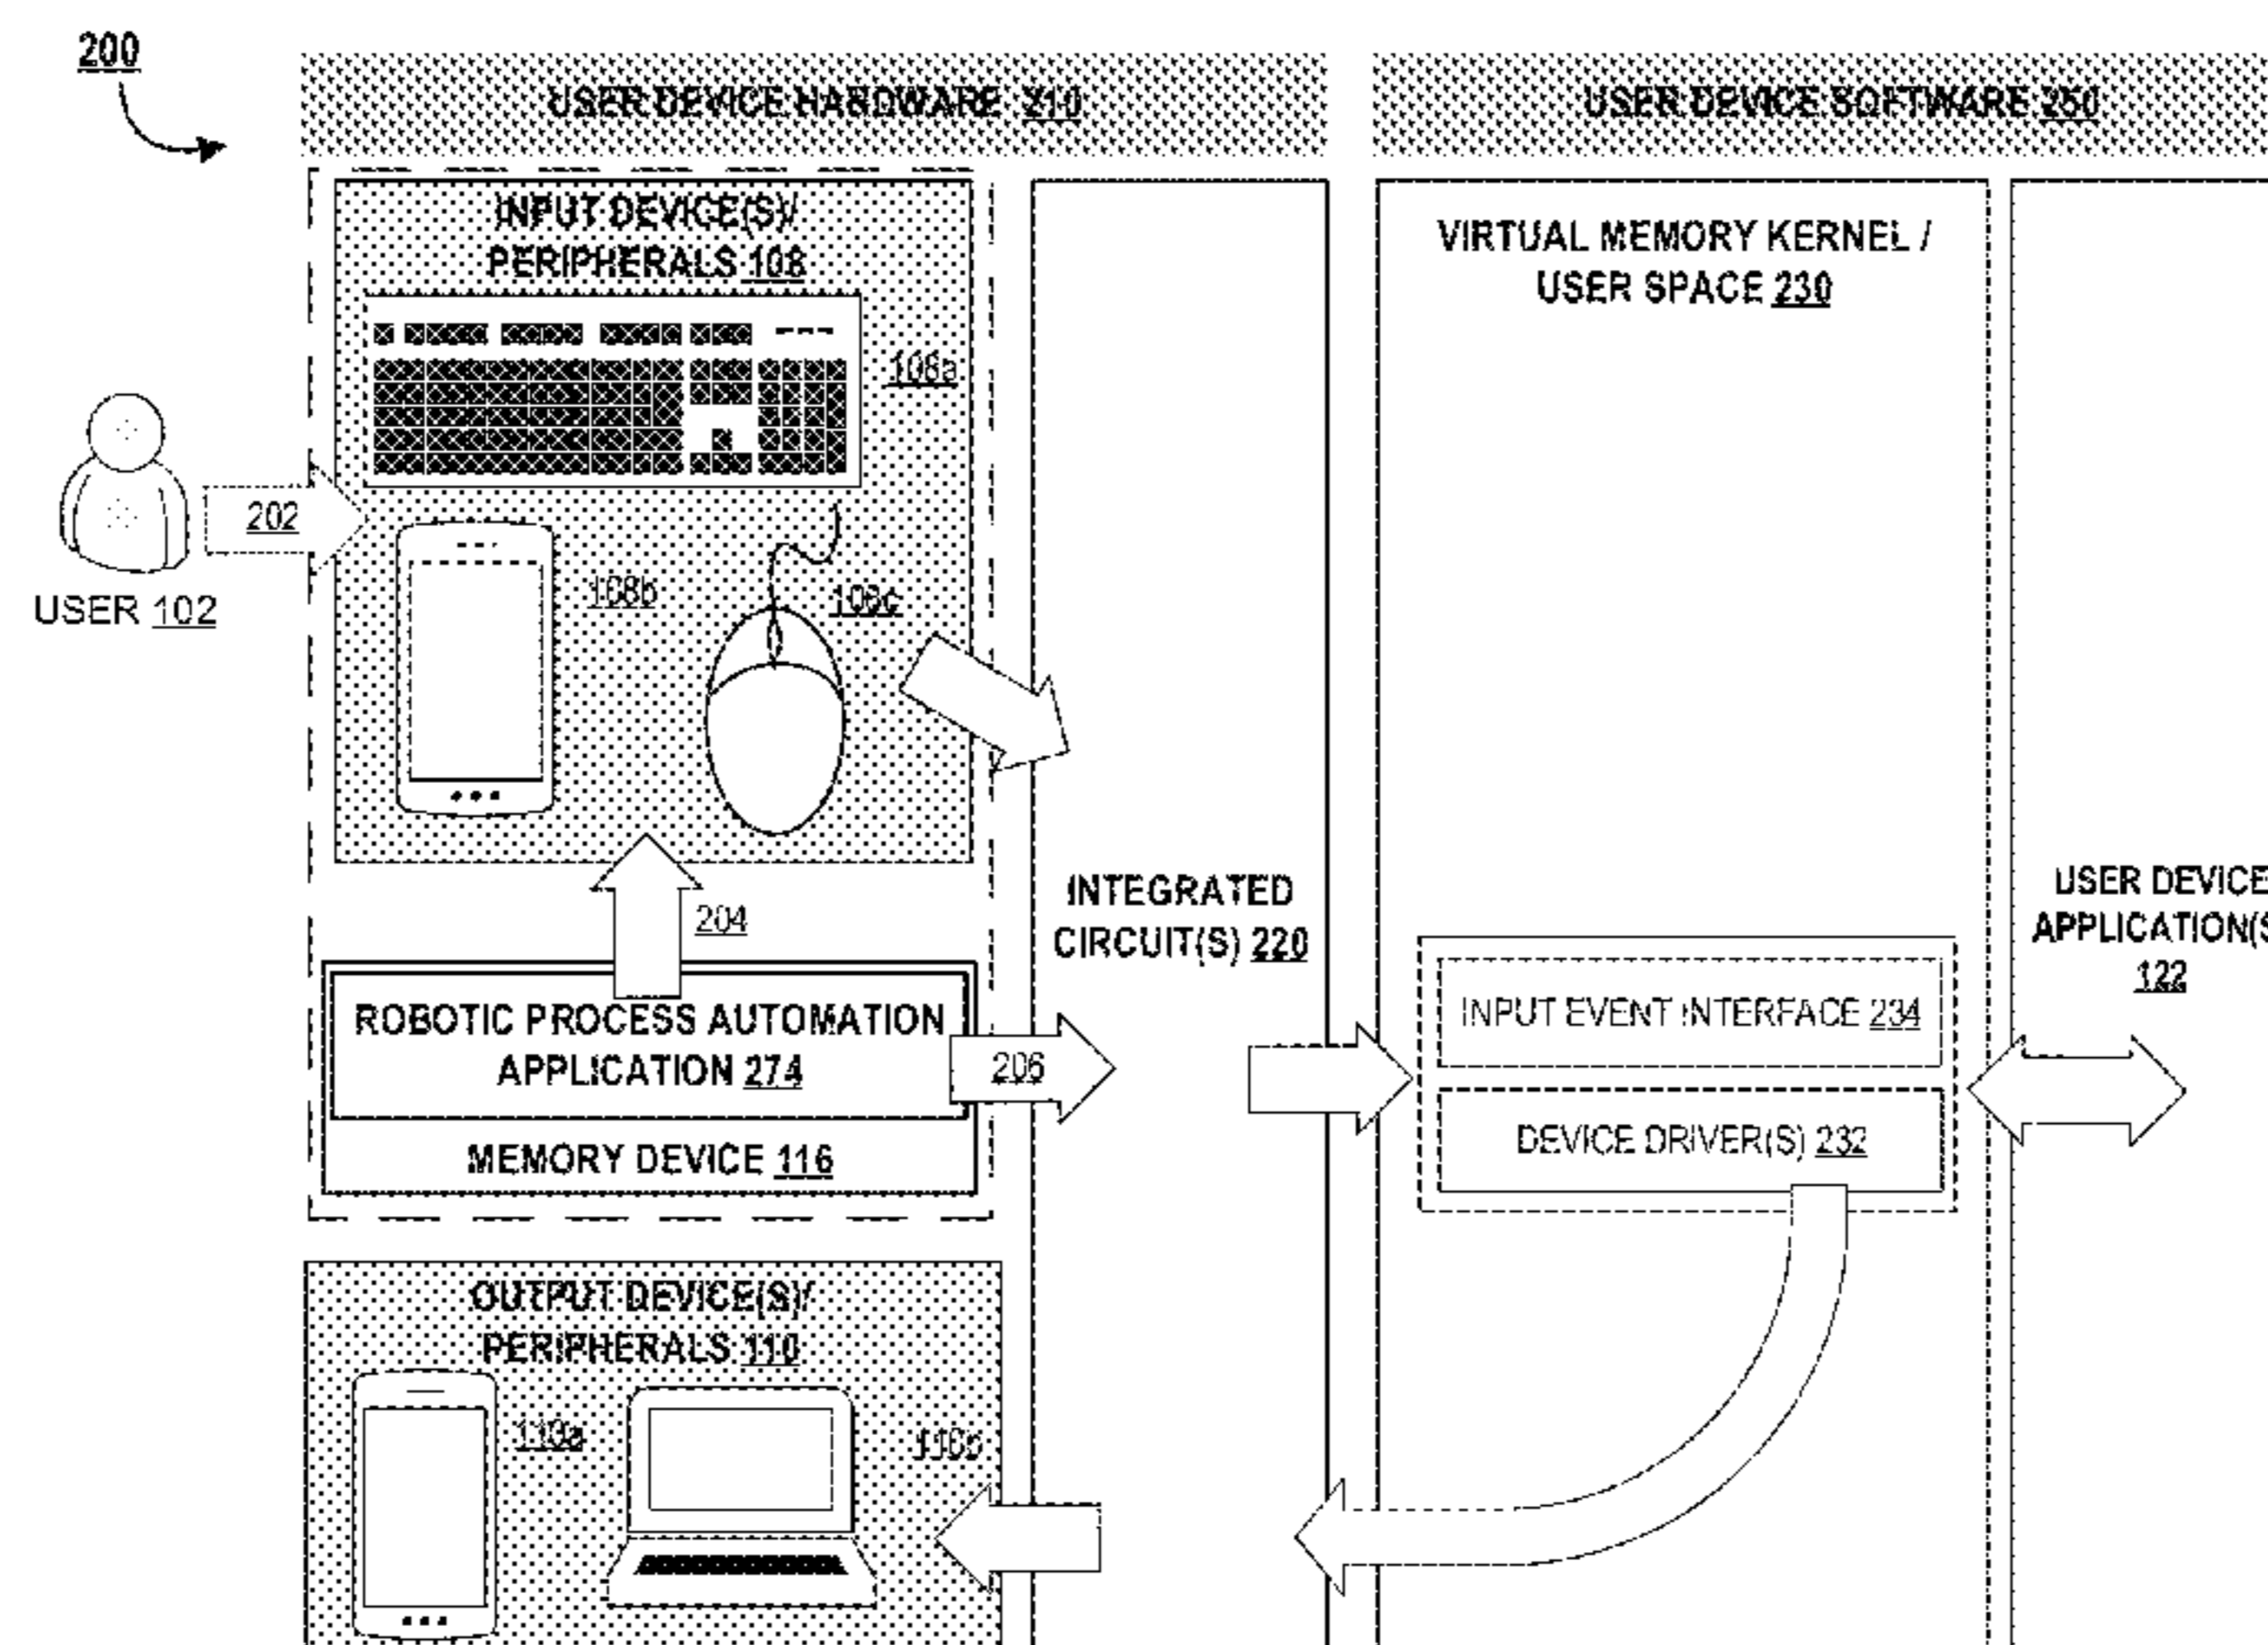 200
USER DEVICE HARDWARE 210
USER DEVICE SOFTWARE 250
INPUT DEVICE(S)/
PERIPHERALS 108
108a
108b
108c
202
USER 102
204
ROBOTIC PROCESS AUTOMATION
APPLICATION 274
MEMORY DEVICE 116
206
INTEGRATED
CIRCUIT(S) 220
VIRTUAL MEMORY KERNEL /
USER SPACE 230
INPUT EVENT INTERFACE 234
DEVICE DRIVER(S) 232
USER DEVICE
APPLICATION(S
122
OUTPUT DEVICE(S)/
PERIPHERALS 110
110a